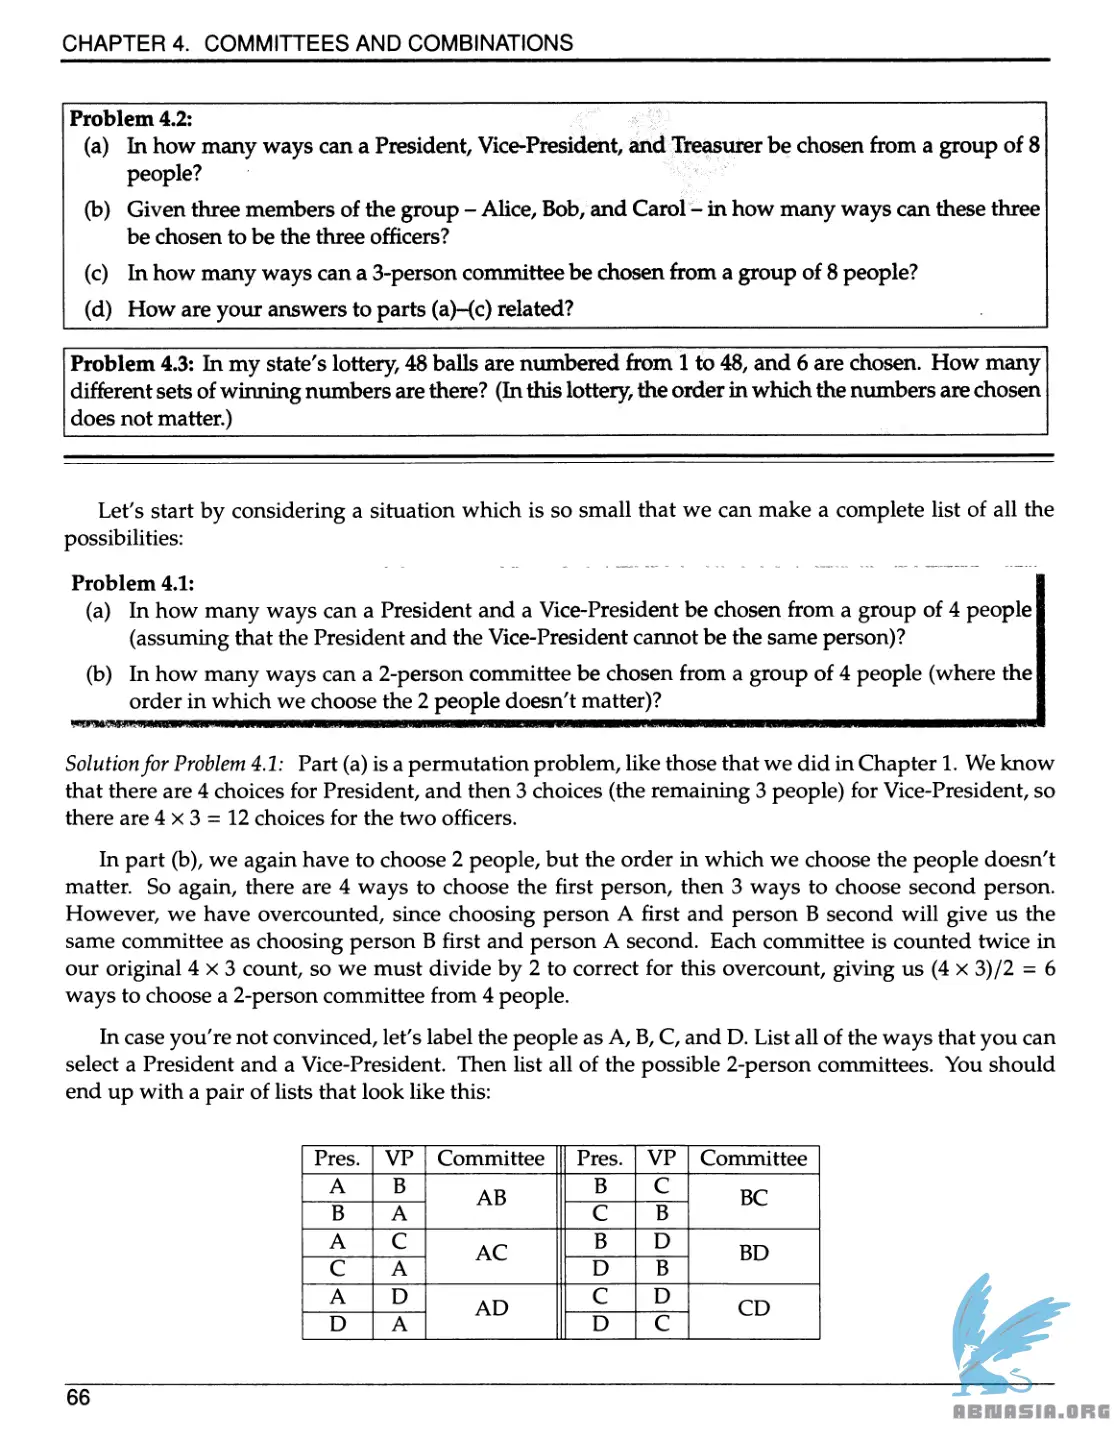 CHAPTER 4. COMMITTEES AND COMBINATIONS
Problem 4.2:
(a) In how many ways can a President, Vice-President, and Treasurer be chosen from a group of 8
people?
(b) Given three members of the group – Alice, Bob, and Carol – in how many ways can these three
be chosen to be the three officers?
(c) In how many ways can a 3-person committee be chosen from a group of 8 people?
(d) How are your answers to parts (a)–(c) related?
Problem 4.3: In my state's lottery, 48 balls are numbered from 1 to 48, and 6 are chosen. How many
different sets of winning numbers are there? (In this lottery, the order in which the numbers are chosen
does not matter.)
Let's start by considering a situation which is so small that we can make a complete list of all the
possibilities:
Problem 4.1:
(a) In how many ways can a President and a Vice-President be chosen from a group of 4 people
(assuming that the President and the Vice-President cannot be the same person)?
(b) In how many ways can a 2-person committee be chosen from a group of 4 people (where the
order in which we choose the 2 people doesn't matter)?
Solution for Problem 4.1: Part (a) is a permutation problem, like those that we did in Chapter 1. We know
that there are 4 choices for President, and then 3 choices (the remaining 3 people) for Vice-President, so
there are 4 × 3 = 12 choices for the two officers.
In part (b), we again have to choose 2 people, but the order in which we choose the people doesn't
matter. So again, there are 4 ways to choose the first person, then 3 ways to choose second person.
However, we have overcounted, since choosing person A first and person B second will give us the
same committee as choosing person B first and person A second. Each committee is counted twice in
our original 4 × 3 count, so we must divide by 2 to correct for this overcount, giving us (4 × 3)/2 = 6
ways to choose a 2-person committee from 4 people.
In case you're not convinced, let's label the people as A, B, C, and D. List all of the ways that you can
select a President and a Vice-President. Then list all of the possible 2-person committees. You should
end up with a pair of lists that look like this:
Pres. VP Committee Pres. VP Committee
A B AB B C BC
B A C B
A C AC B D BD
C A D B
A D AD C D CD
D A D C
66
ABNASIA.ORG